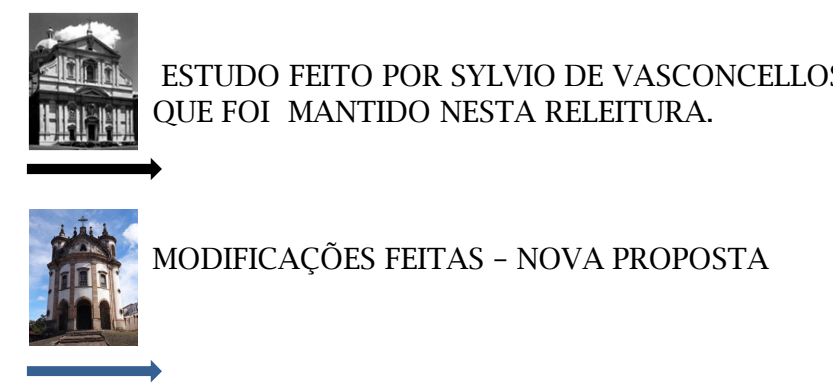 ESTUDO FEITO POR SYLVIO DE VASCONCELLOS
QUE FOI MANTIDO NESTA RELEITURA.
MODIFICAÇÕES FEITAS – NOVA PROPOSTA